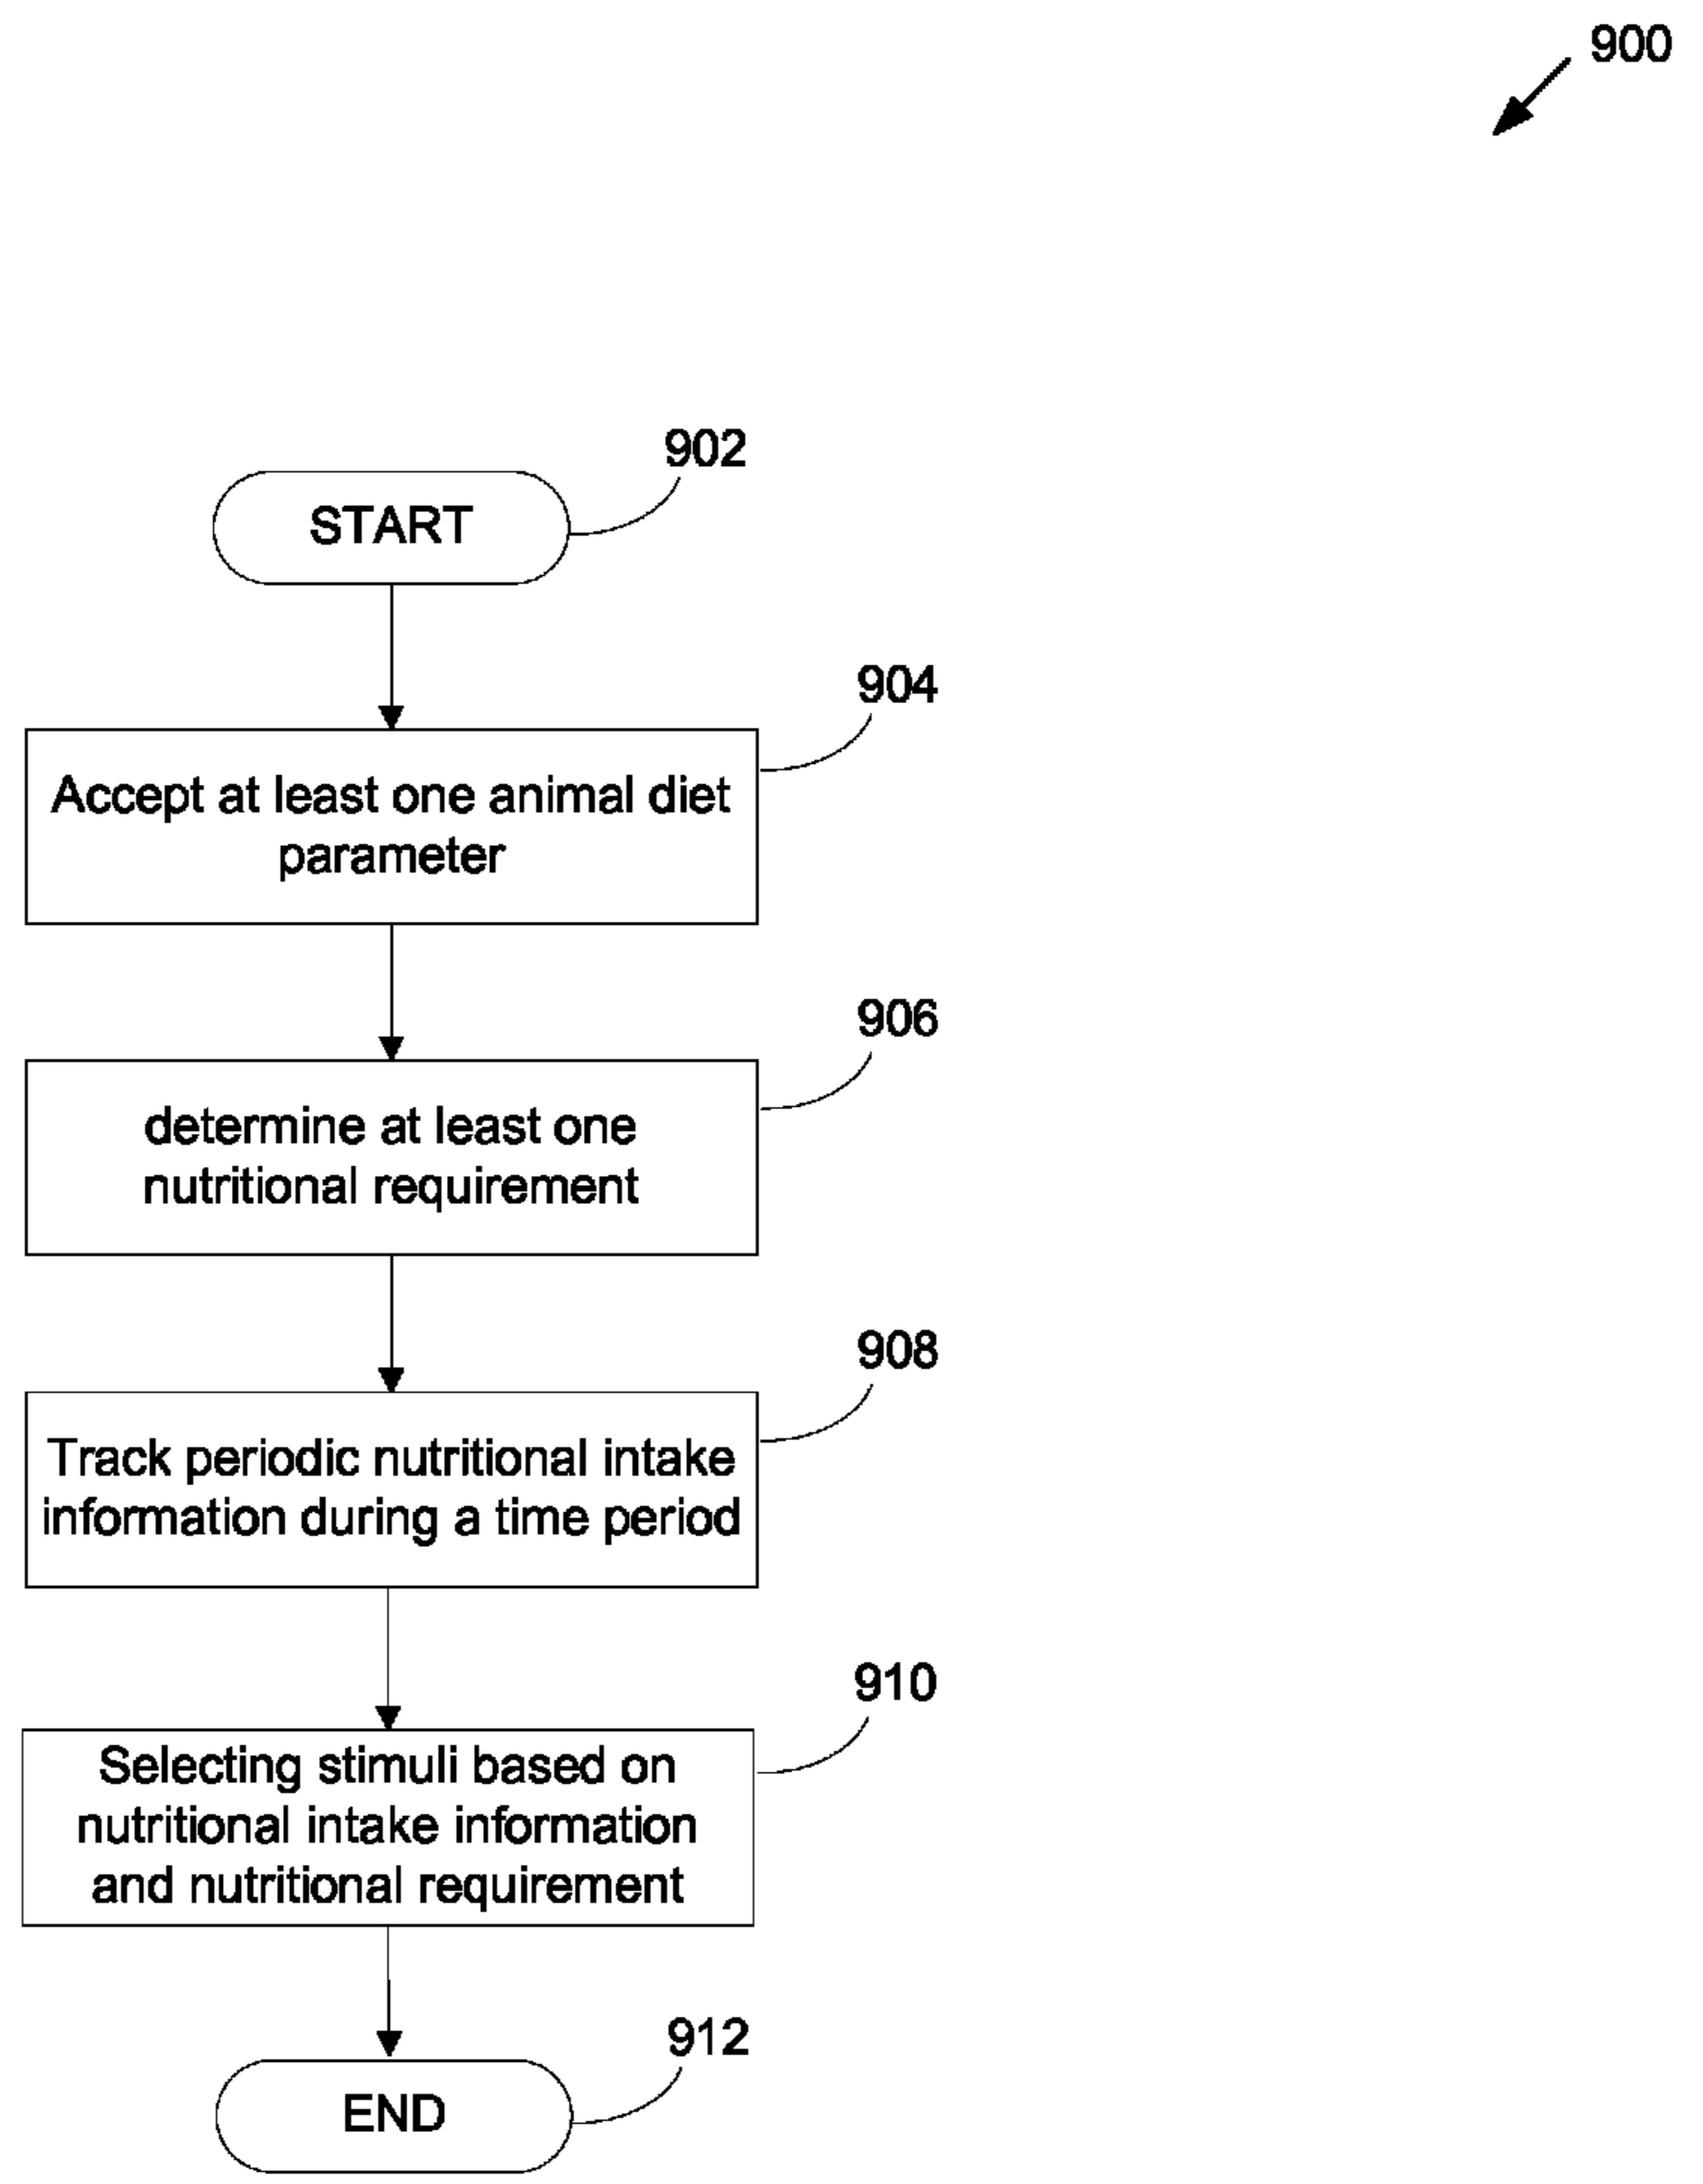 900
902
START
904
Accept at least one animal diet
parameter
906
determine at least one
nutritional requirement
908
Track periodic nutritional intake
information during a time period
910
Selecting stimuli based on
nutritional intake information
and nutritional requirement
912
END